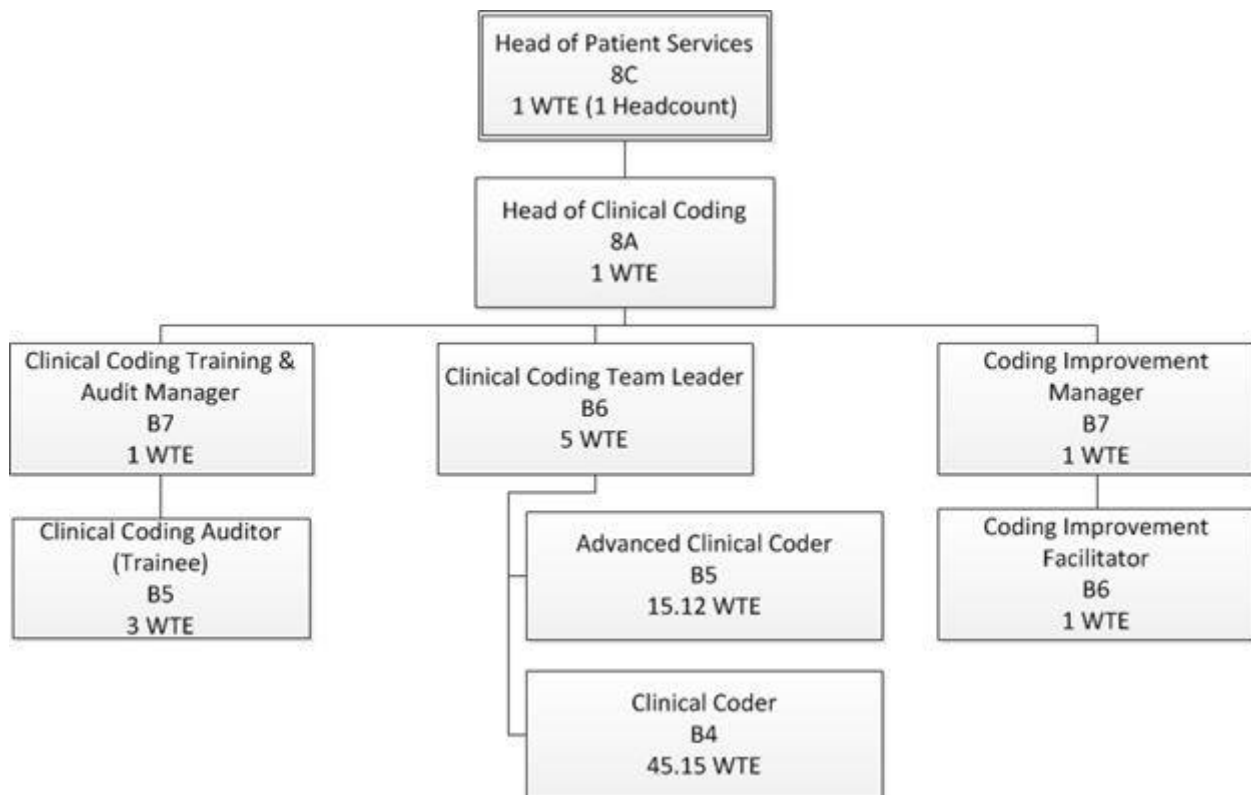 Head of Patient Services
8C
1 WTE (1 Headcount)
Head of Clinical Coding
8A
1 WTE
Clinical Coding Training &
Audit Manager
B7
1 WTE
Clinical Coding Team Leader
B6
5 WTE
Coding Improvement
Manager
B7
1 WTE
Clinical Coding Auditor
(Trainee)
B5
3 WTE
Advanced Clinical Coder
B5
15.12 WTE
Coding Improvement
Facilitator
B6
1 WTE
Clinical Coder
B4
45.15 WTE